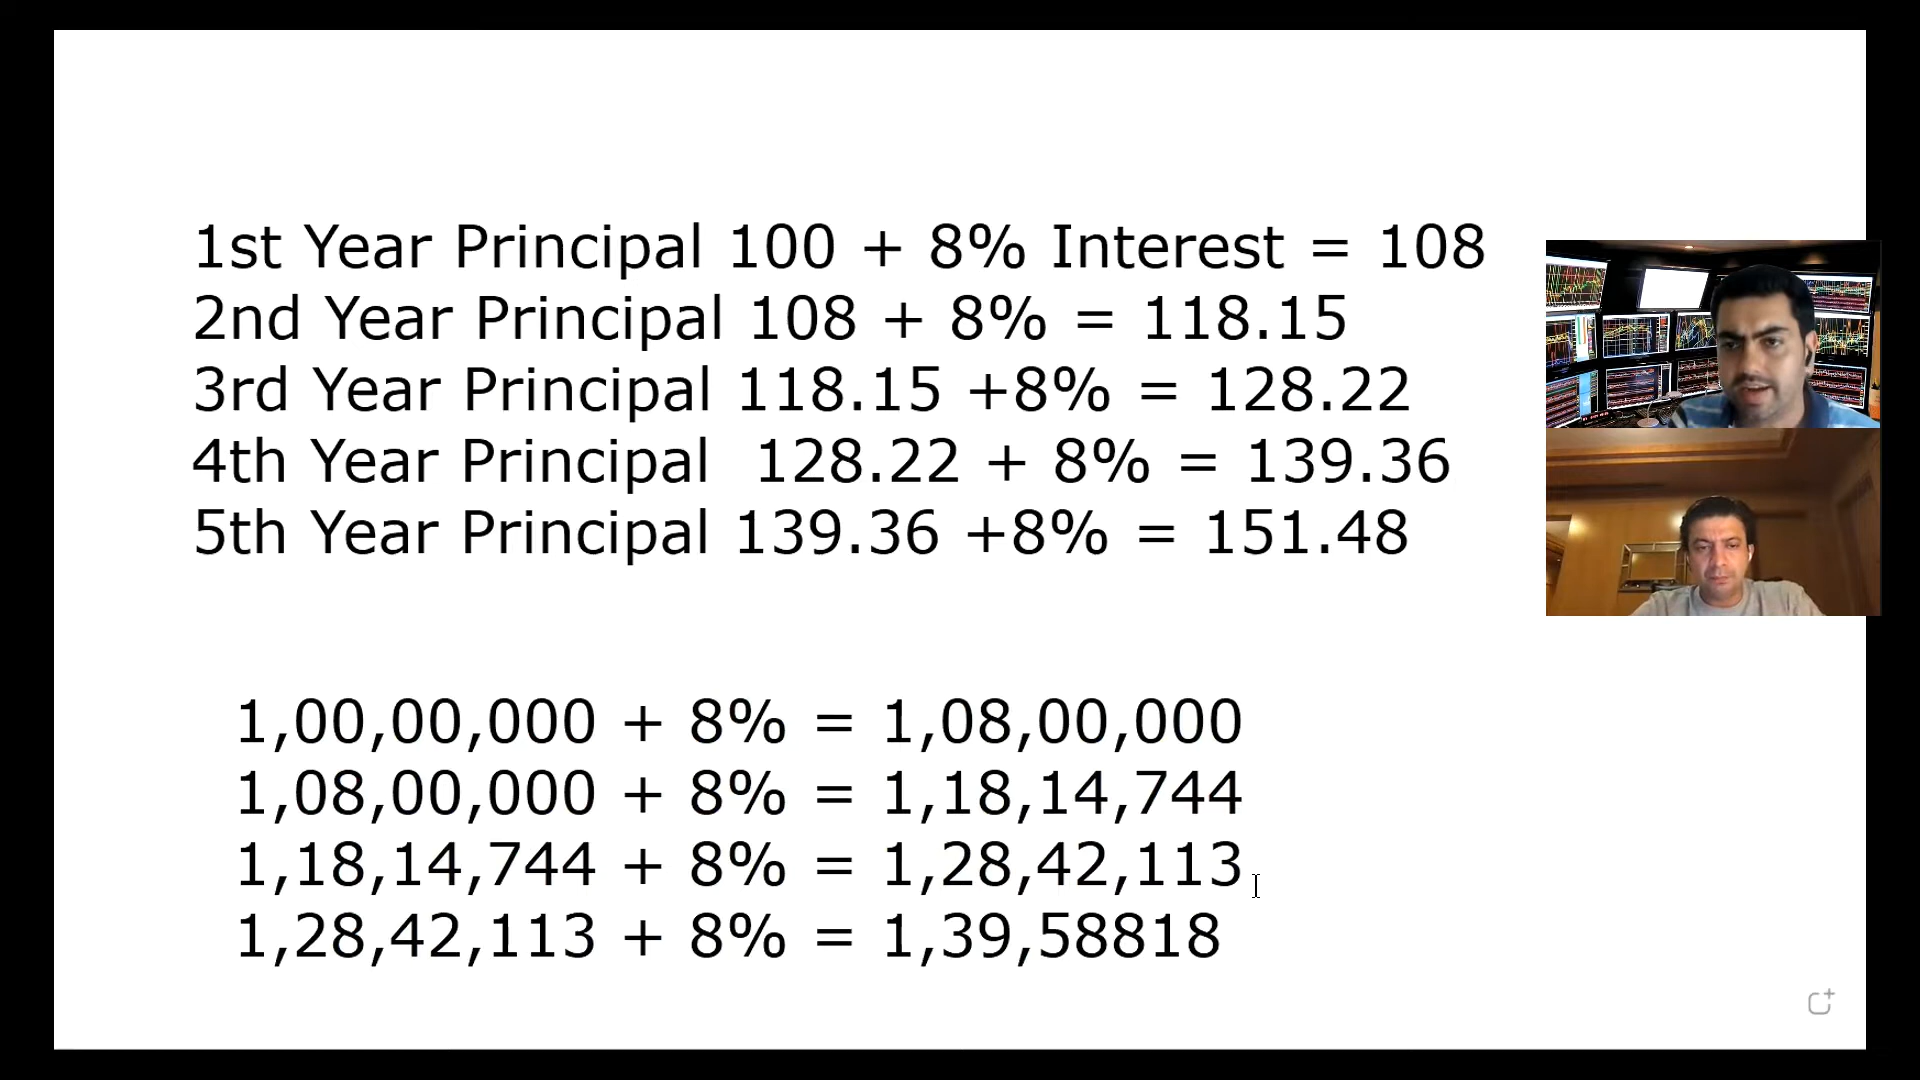 1st Year Principal 100 + 8% Interest = 108
2nd Year Principal 108 + 8% = 118.15
3rd Year Principal 118.15 +8% = 128.22
4th Year Principal  128.22 + 8% = 139.36
5th Year Principal 139.36 +8% = 151.48
1,00,00,000 + 8% = 1,08,00,000
1,08,00,000 + 8% = 1,18,14,744
1,18,14,744 + 8% = 1,28,42,113
1,28,42,113 + 8% = 1,39,58818